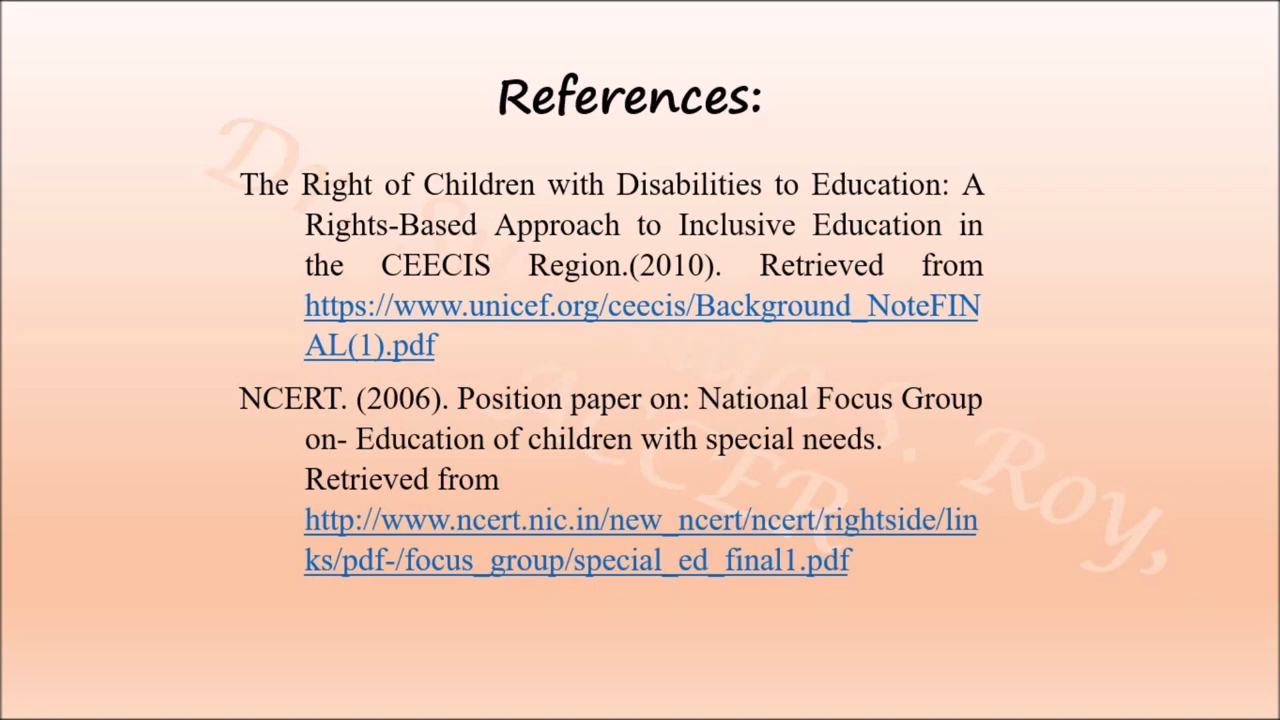 References:
The Right of Children with Disabilities to Education: A
Rights-Based Approach to Inclusive Education in
the CEECIS Region.(2010). Retrieved from
https://www.unicef.org/ceecis/Background_NoteFIN
AL(1).pdf
NCERT. (2006). Position paper on: National Focus Group
on- Education of children with special needs.
Retrieved from
http://www.ncert.nic.in/new_ncert/ncert/rightside/lin
ks/pdf-/focus_group/special_ed_final1.pdf
S. Roy,